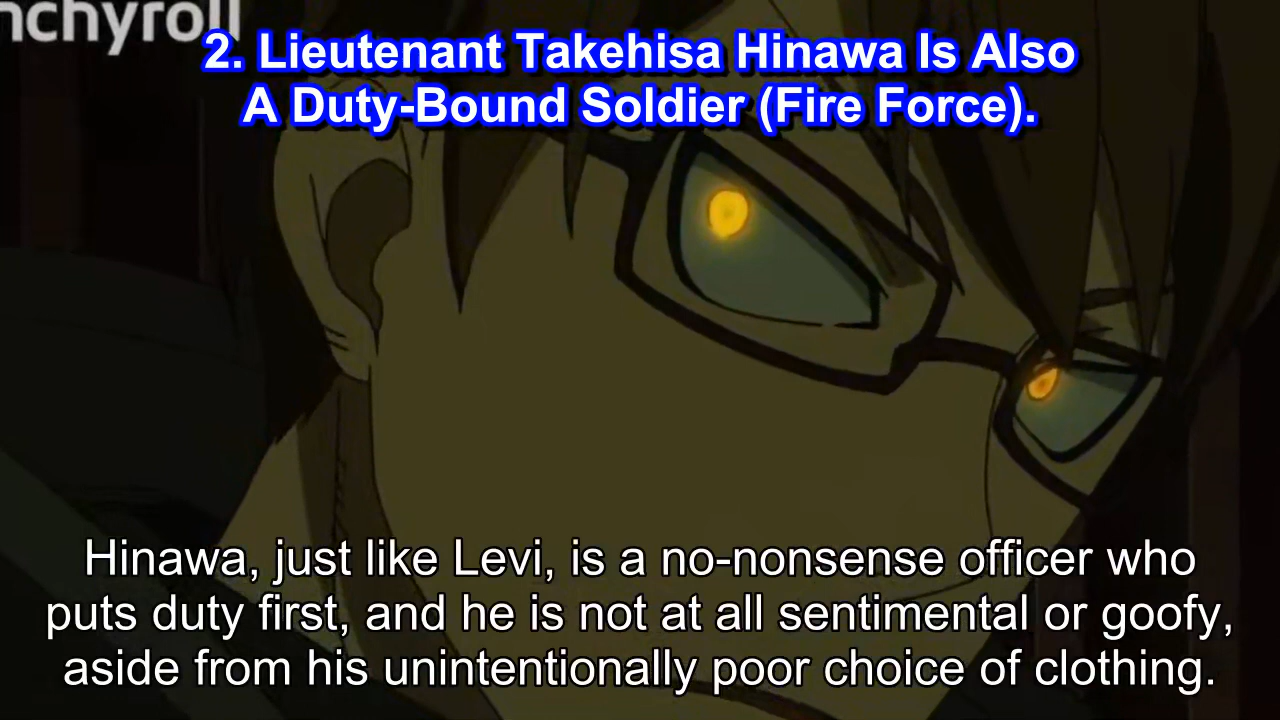 nchyroll
2. Lieutenant Takehisa Hinawa Is Also
A Duty-Bound Soldier (Fire Force).
Hinawa, just like Levi, is a no-nonsense officer who
puts duty first, and he is not at all sentimental or goofy,
aside from his unintentionally poor choice of clothing.